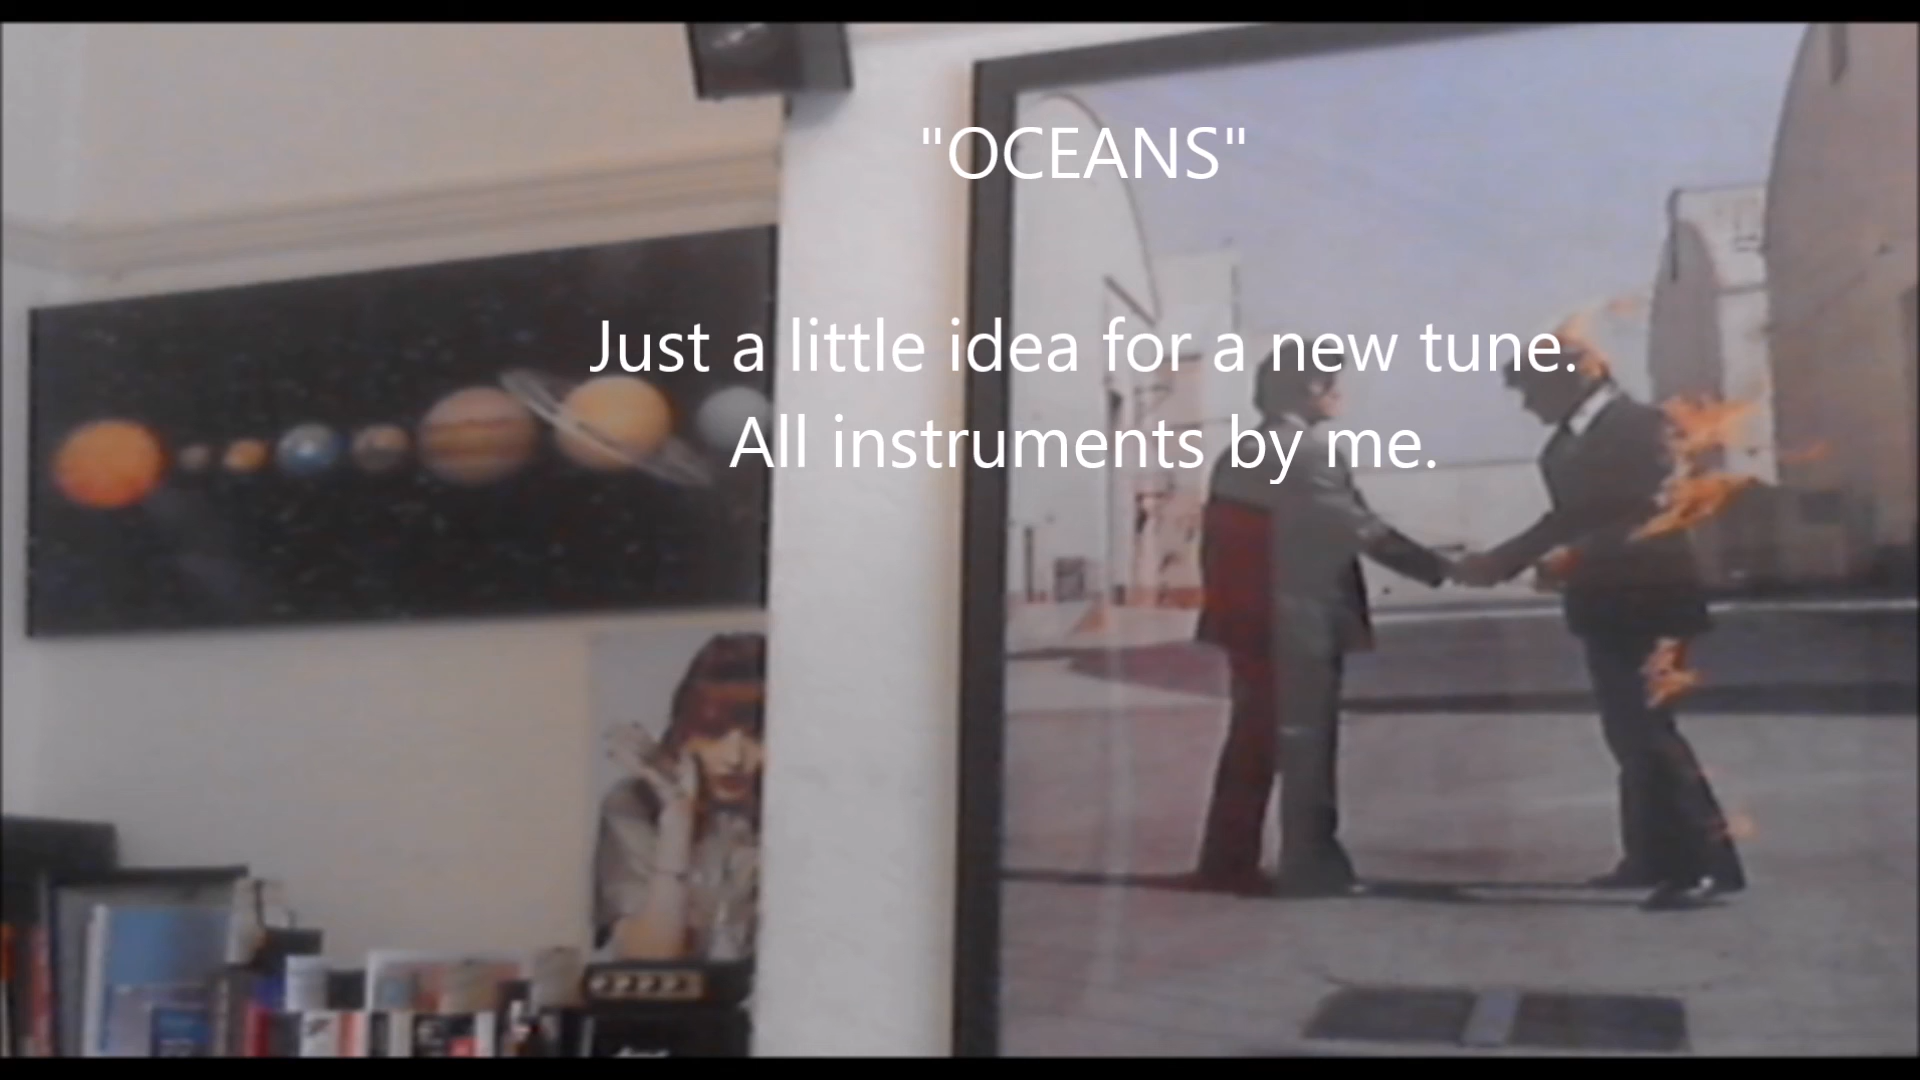 "OCEANS"
Just a little idea for a new tune.
All instruments by me.